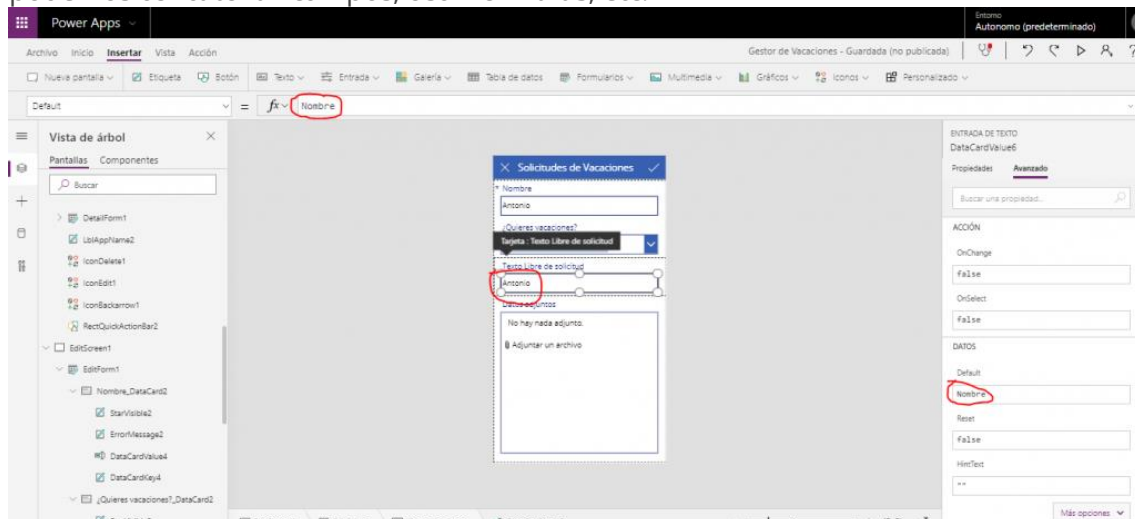 Power Apps
Entorno
Autonomo (predeterminado)
Archivo Inicio Insertar Vista Acción
Gestor de Vacaciones - Guardada (no publicada)
Nueva pantalla Etiqueta Botón Texto Entrada Galería Tabla de datos Formularios Multimedia Gráficos Iconos Personalizado
Default = fx Nombre
Vista de árbol
Pantallas Componentes
Buscar
DetailForm1
LblAppName2
IconDelete1
IconEdit1
IconBackarrow1
RectQuickActionBar2
EditScreen1
EditForm1
Nombre_DataCard2
StarVisible2
ErrorMessage2
DataCardValue4
DataCardKey4
¿Quieres vacaciones?_DataCard2
Solicitudes de Vacaciones
* Nombre
Antonio
¿Quieres vacaciones?
Tarjeta : Texto Libre de solicitud
Texto Libre de solicitud
Antonio
Datos adjuntos
No hay nada adjunto.
Adjuntar un archivo
ENTRADA DE TEXTO
DataCardValue6
Propiedades Avanzado
Buscar una propiedad...
ACCIÓN
OnChange
false
OnSelect
false
DATOS
Default
Nombre
Reset
false
HintText
""
Más opciones